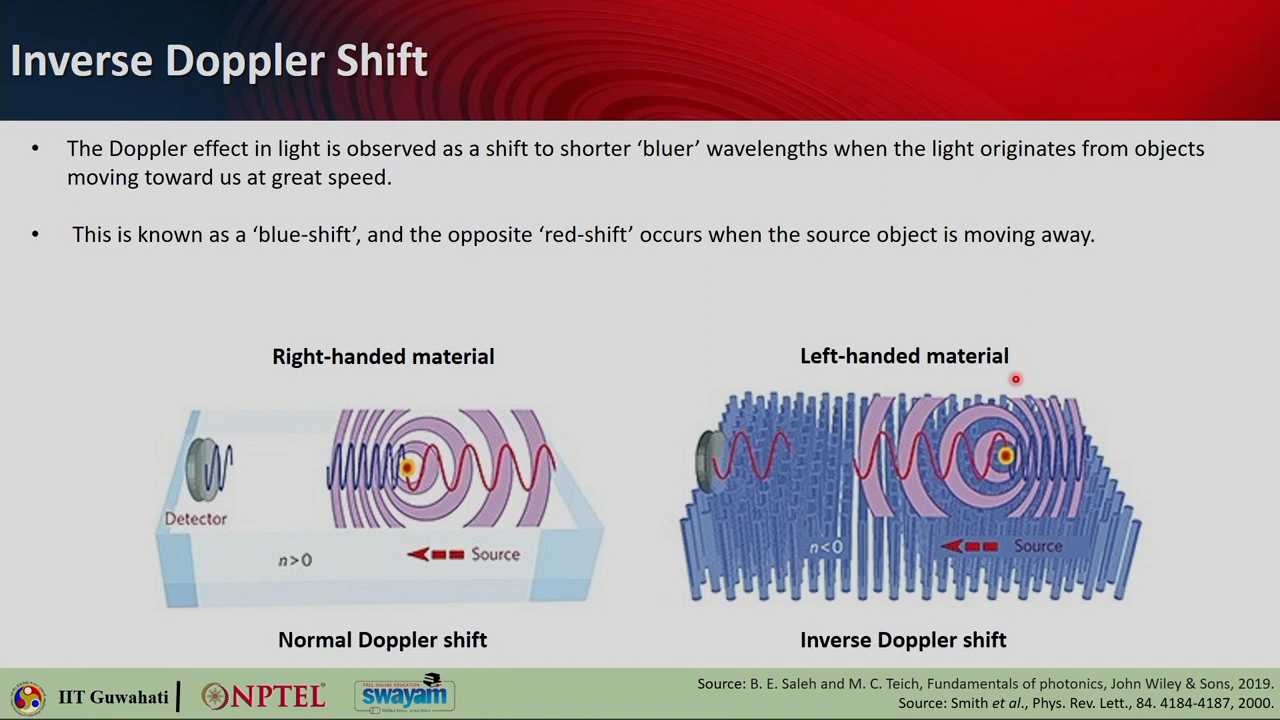 Inverse Doppler Shift
• The Doppler effect in light is observed as a shift to shorter ‘bluer’ wavelengths when the light originates from objects
moving toward us at great speed.
• This is known as a ‘blue-shift’, and the opposite ‘red-shift’ occurs when the source object is moving away.
Right-handed material
Left-handed material
Detector
n>0
Source
n<0
Source
Normal Doppler shift
Inverse Doppler shift
IIT Guwahati
NPTEL
FREE ONLINE EDUCATION
swayam
Source: B. E. Saleh and M. C. Teich, Fundamentals of photonics, John Wiley & Sons, 2019.
Source: Smith et al., Phys. Rev. Lett., 84. 4184-4187, 2000.